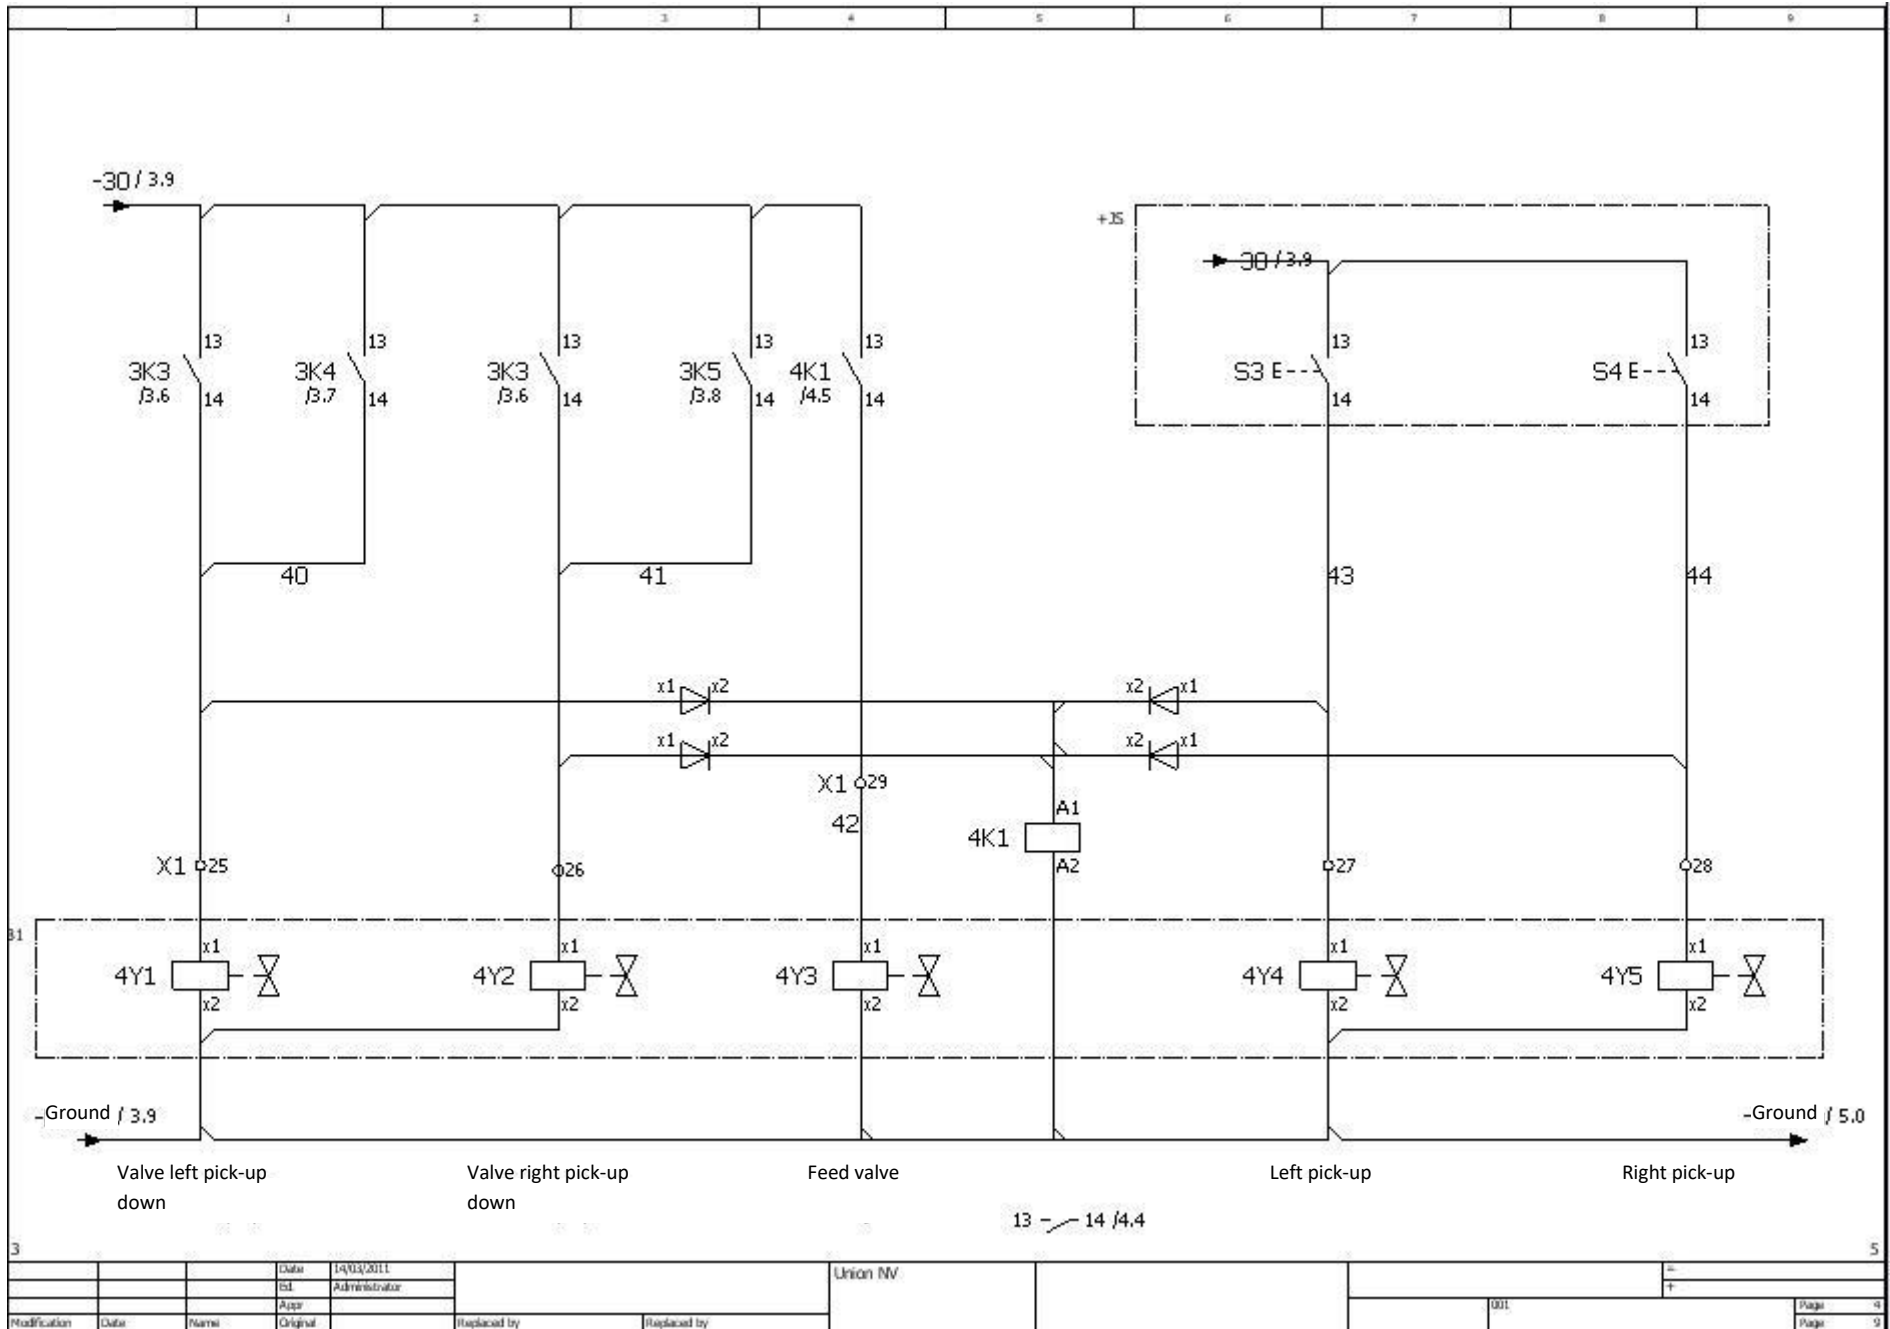 1 2 3 4 5 6 7 8 9
-30 / 3.9
+JS
30 / 3.9
13 13 13 13 13 13 13
3K3 3K4 3K3 3K5 4K1 S3 E S4 E
/3.6 /3.7 /3.6 /3.8 /4.5
14 14 14 14 14 14 14
40 41 43 44
x1 x2 x2 x1
x1 x2 x2 x1
X1 29
42
A1
4K1
A2
X1 25 26 27 28
31
x1 x1 x1 x1 x1
4Y1 4Y2 4Y3 4Y4 4Y5
x2 x2 x2 x2 x2
-Ground / 3.9 -Ground / 5.0
Valve left pick-up Valve right pick-up Feed valve Left pick-up Right pick-up
down down
13 14 /4.4
3 5
Date 14/03/2011 Union NV =
Ed. Administrator +
Appr 001 Page 4
Modification Date Name Original Replaced by Replaced by Page 9